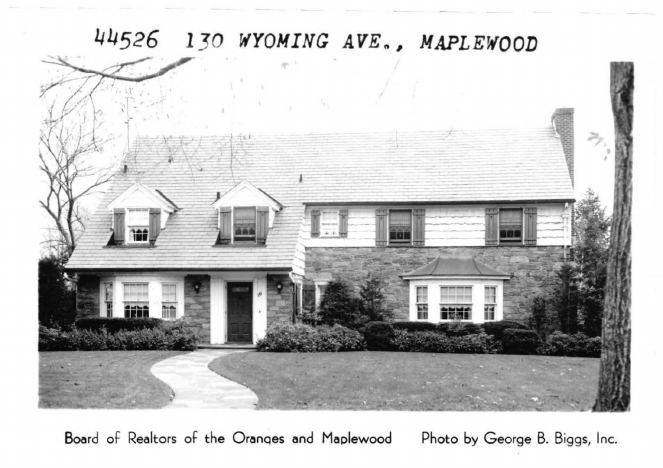 44526 130 WYOMING AVE., MAPLEWOOD
Board of Realtors of the Oranges and Maplewood Photo by George B. Biggs, Inc.